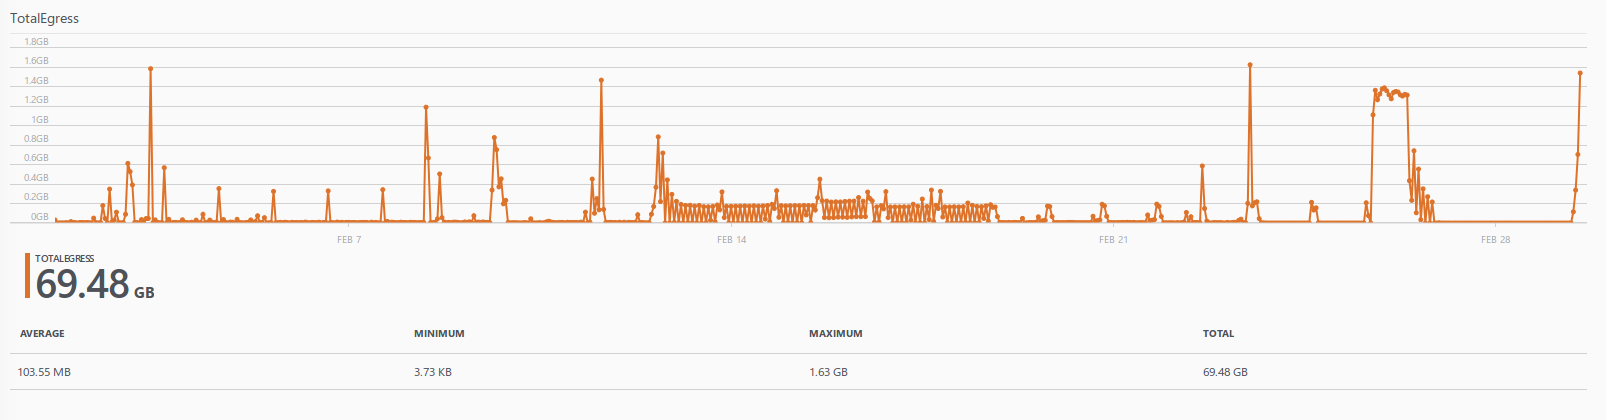 TotalEgress
1.8GB
1.6GB
1.4GB
1.2GB
1GB
0.8GB
0.6GB
0.4GB
0.2GB
0GB
FEB 7 FEB 14 FEB 21 FEB 28
TOTALEGRESS
69.48 GB
AVERAGE MINIMUM MAXIMUM TOTAL
103.55 MB 3.73 KB 1.63 GB 69.48 GB